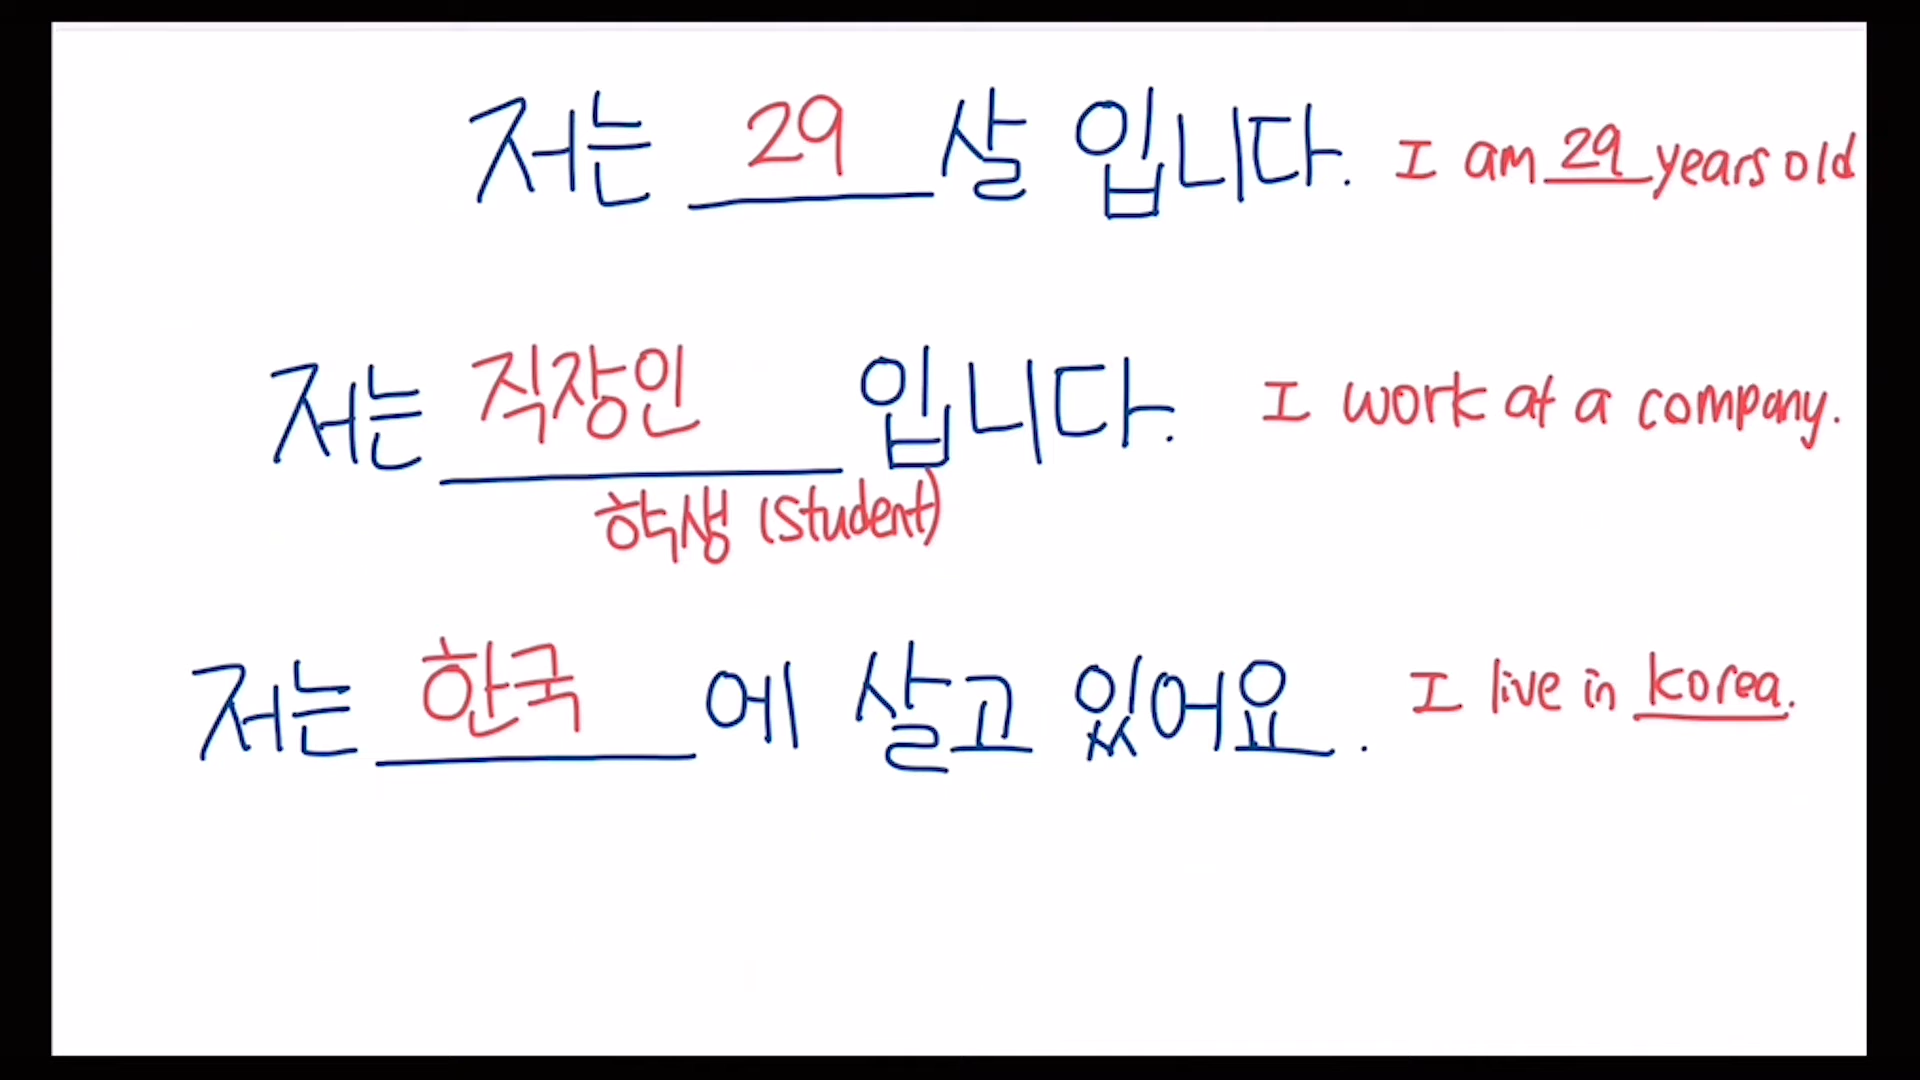 저는 29 살 입니다. I am 29 years old
저는 직장인 입니다. I work at a company.
학생 (student)
저는 한국 에 살고 있어요. I live in Korea.